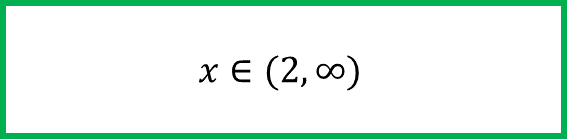 x ∈ (2, ∞)